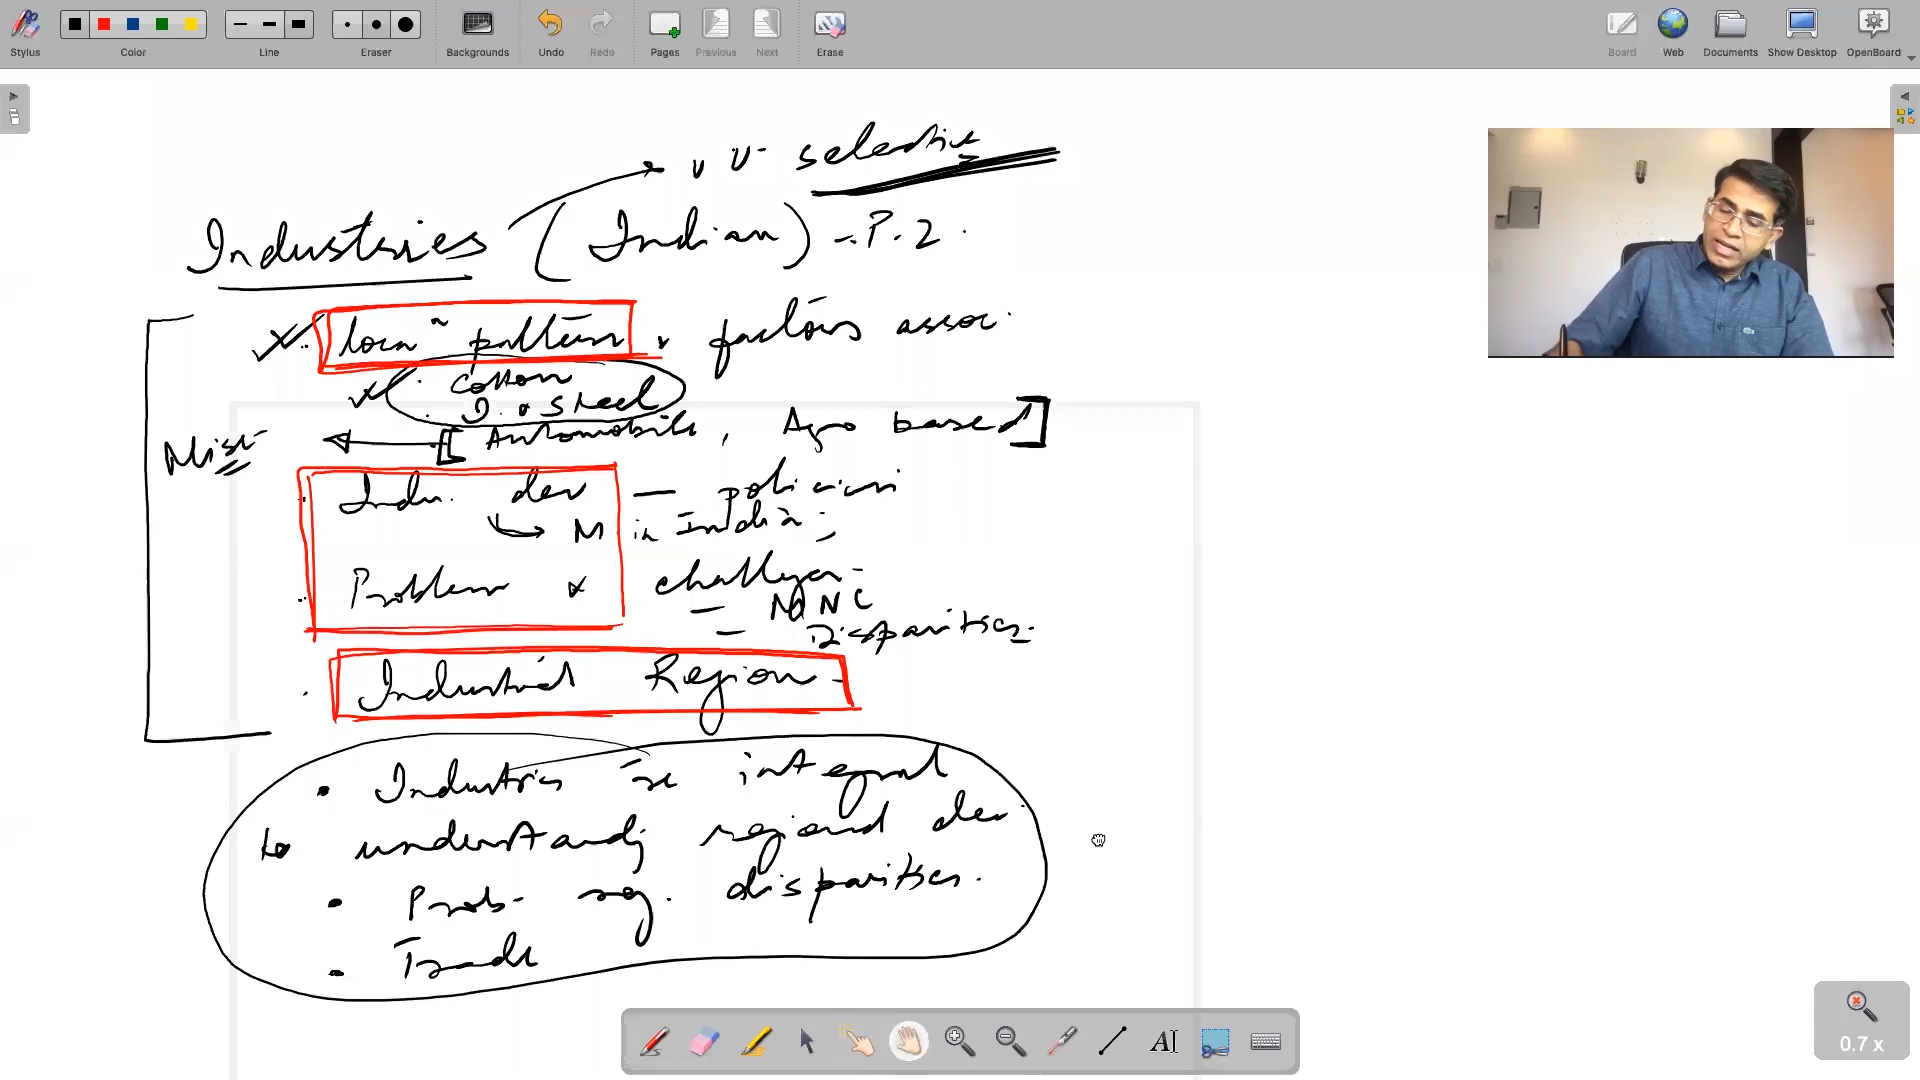 Stylus Color Line Eraser Backgrounds Undo Redo Pages Previous Next Erase Board Web Documents Show Desktop OpenBoard
v v. selective
Industries (Indian) - P. 2.
locn pattern & factors assoc.
Cotton
I. & Steel
[Automobile, Agro based]
Indu. dev — policies
M in India
Problem & challenges -
- MNC
- Disparities
Industrial Region -
• Industries is integral
to understanding regional dev
• Prob- reg. disparities.
• Trade
0.7 x